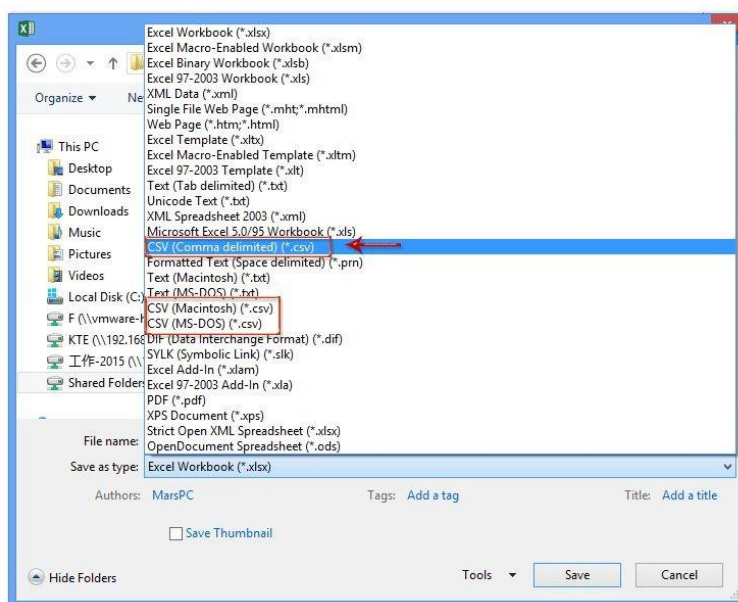 Excel Workbook (*.xlsx)
Excel Macro-Enabled Workbook (*.xlsm)
Excel Binary Workbook (*.xlsb)
Excel 97-2003 Workbook (*.xls)
XML Data (*.xml)
Single File Web Page (*.mht;*.mhtml)
Web Page (*.htm;*.html)
Excel Template (*.xltx)
Excel Macro-Enabled Template (*.xltm)
Excel 97-2003 Template (*.xlt)
Text (Tab delimited) (*.txt)
Unicode Text (*.txt)
XML Spreadsheet 2003 (*.xml)
Microsoft Excel 5.0/95 Workbook (*.xls)
CSV (Comma delimited) (*.csv)
Formatted Text (Space delimited) (*.prn)
Text (Macintosh) (*.txt)
Text (MS-DOS) (*.txt)
CSV (Macintosh) (*.csv)
CSV (MS-DOS) (*.csv)
DIF (Data Interchange Format) (*.dif)
SYLK (Symbolic Link) (*.slk)
Excel Add-In (*.xlam)
Excel 97-2003 Add-In (*.xla)
PDF (*.pdf)
XPS Document (*.xps)
Strict Open XML Spreadsheet (*.xlsx)
OpenDocument Spreadsheet (*.ods)
Organize Ne
This PC
Desktop
Documents
Downloads
Music
Pictures
Videos
Local Disk (C:)
F (\\vmware-h
KTE (\\192.168
工作-2015 (\\
Shared Folders
File name:
Save as type: Excel Workbook (*.xlsx)
Authors: MarsPC Tags: Add a tag Title: Add a title
Save Thumbnail
Hide Folders Tools Save Cancel